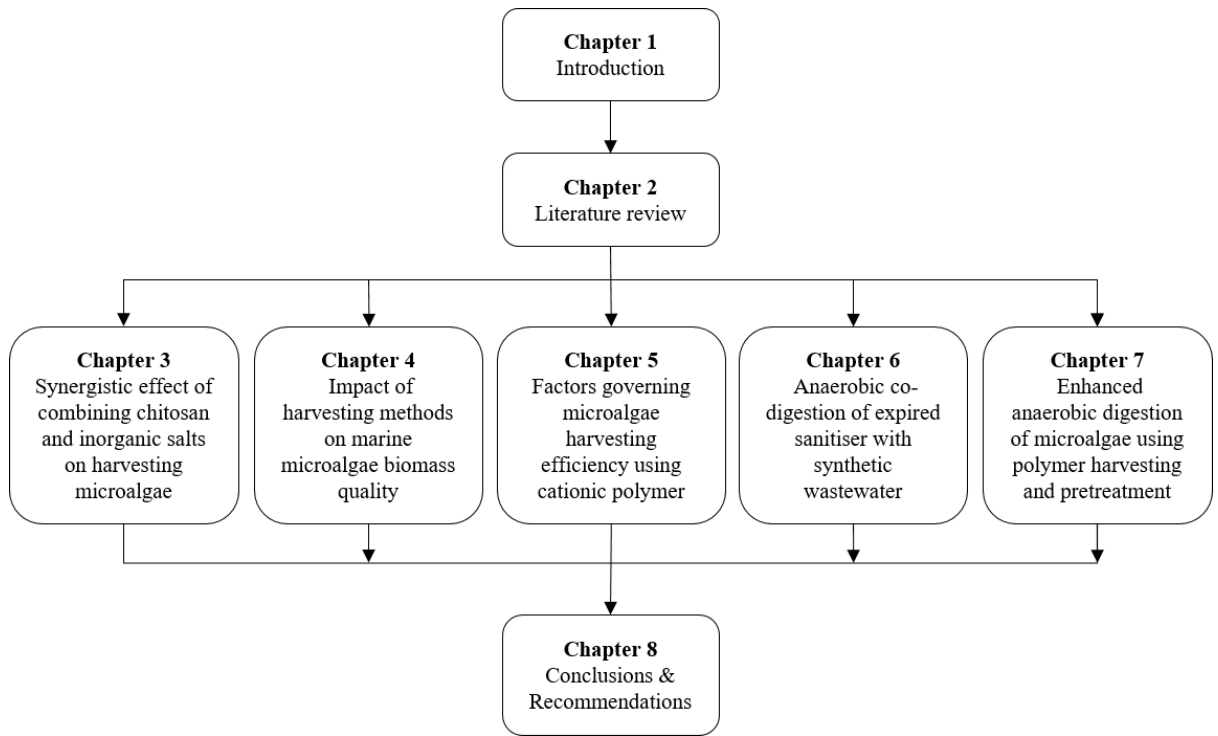 Chapter 1
Introduction
Chapter 2
Literature review
Chapter 3
Synergistic effect of
combining chitosan
and inorganic salts
on harvesting
microalgae
Chapter 4
Impact of
harvesting methods
on marine
microalgae biomass
quality
Chapter 5
Factors governing
microalgae
harvesting
efficiency using
cationic polymer
Chapter 6
Anaerobic co-
digestion of expired
sanitiser with
synthetic
wastewater
Chapter 7
Enhanced
anaerobic digestion
of microalgae using
polymer harvesting
and pretreatment
Chapter 8
Conclusions &
Recommendations